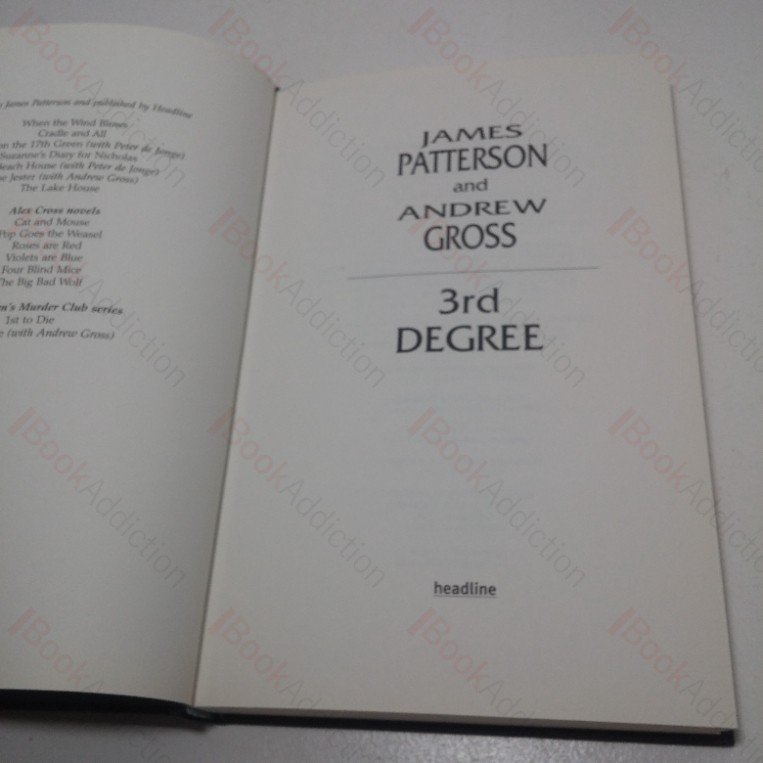 James Patterson and published by Headline
When the Wind Blows
Cradle and All
on the 17th Green (with Peter de Jonge)
Suzanne's Diary for Nicholas
Beach House (with Peter de Jonge)
Jester (with Andrew Gross)
The Lake House
Alex Cross novels
Cat and Mouse
Pop Goes the Weasel
Roses are Red
Violets are Blue
Four Blind Mice
The Big Bad Wolf
Murder Club series
1st to Die
(with Andrew Gross)
JAMES
PATTERSON
and
ANDREW
GROSS
3rd
DEGREE
headline
BookAddiction